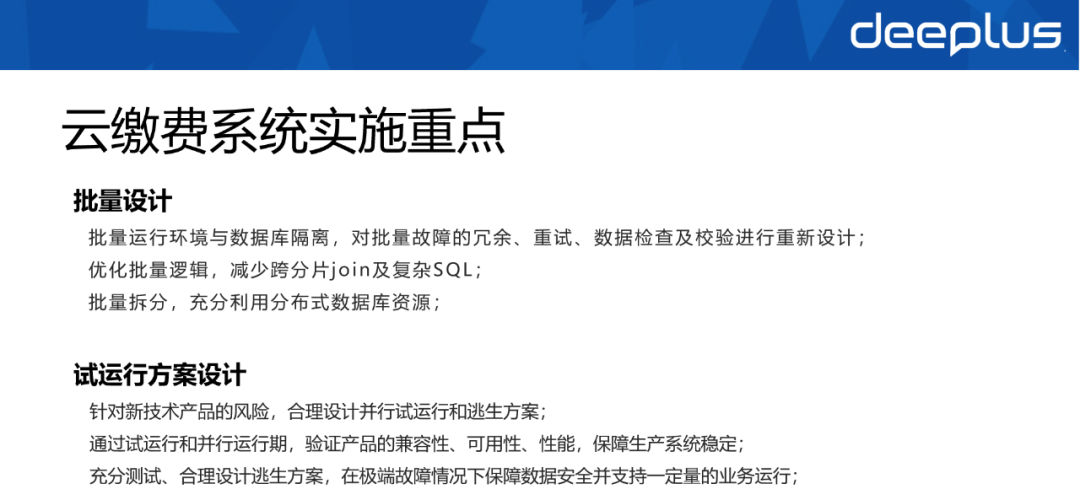 deeplus
云缴费系统实施重点
批量设计
批量运行环境与数据库隔离，对批量故障的冗余、重试、数据检查及校验进行重新设计；
优化批量逻辑，减少跨分片join及复杂SQL；
批量拆分，充分利用分布式数据库资源；
试运行方案设计
针对新技术产品的风险，合理设计并行试运行和逃生方案；
通过试运行和并行运行期，验证产品的兼容性、可用性、性能，保障生产系统稳定；
充分测试、合理设计逃生方案，在极端故障情况下保障数据安全并支持一定量的业务运行；